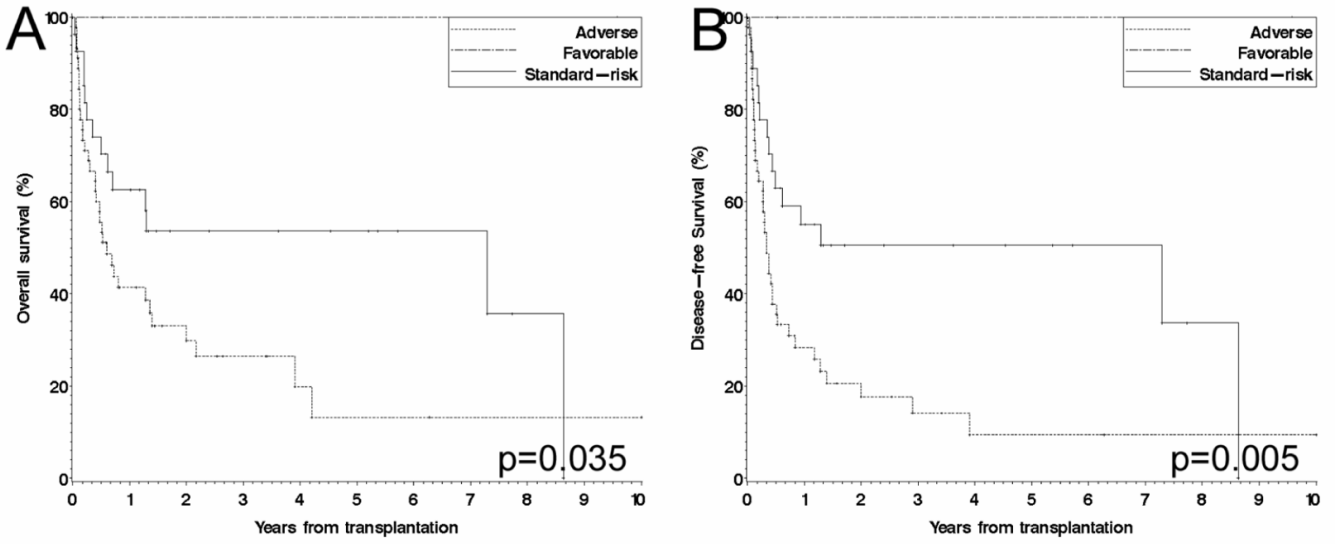 A
Adverse
Favorable
Standard-risk
100
80
60
40
20
0
Overall survival (%)
0 1 2 3 4 5 6 7 8 9 10
Years from transplantation
p=0.035
B
Adverse
Favorable
Standard-risk
100
80
60
40
20
0
Disease-free Survival (%)
0 1 2 3 4 5 6 7 8 9 10
Years from transplantation
p=0.005